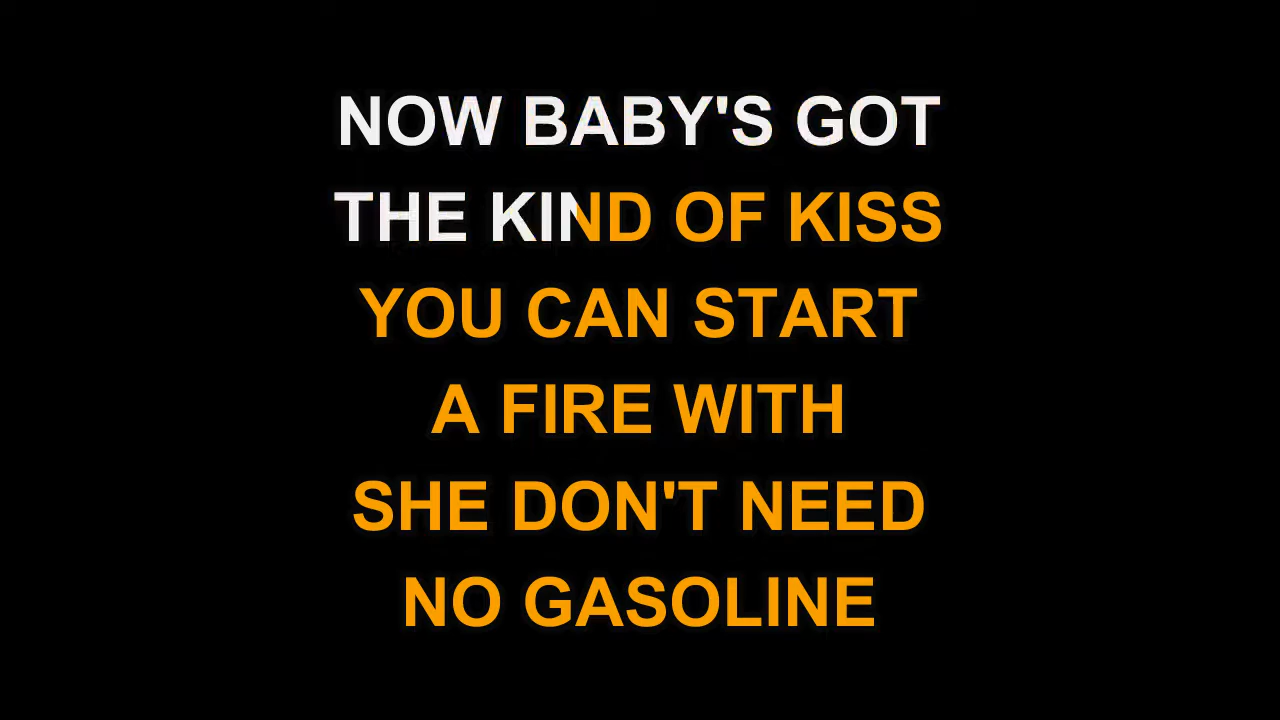 NOW BABY'S GOT
THE KIND OF KISS
YOU CAN START
A FIRE WITH
SHE DON'T NEED
NO GASOLINE